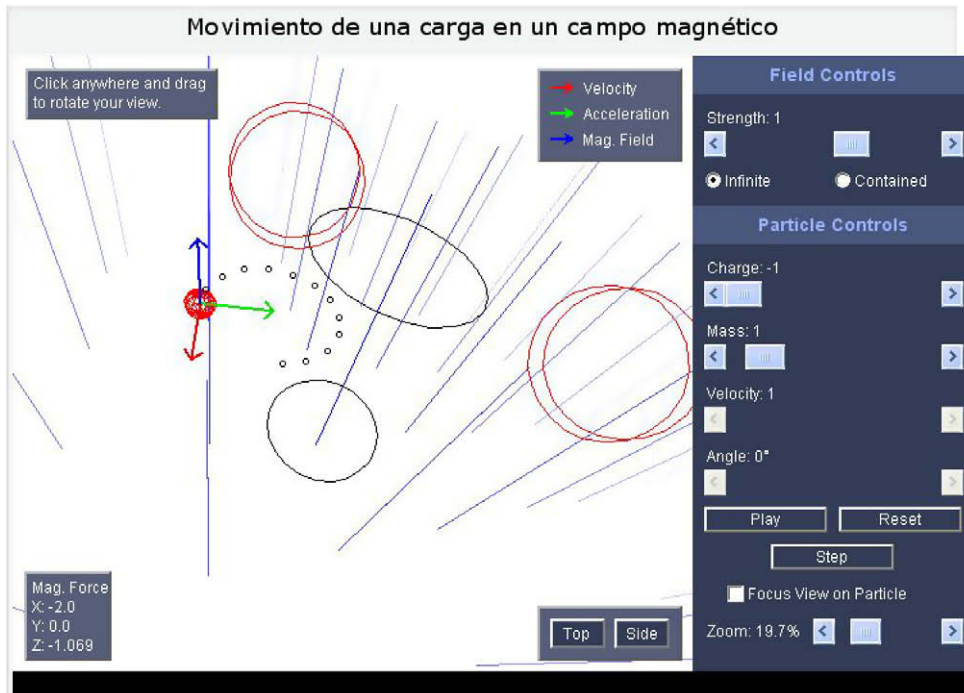 Movimiento de una carga en un campo magnético
Click anywhere and drag
to rotate your view.
Velocity
Acceleration
Mag. Field
Field Controls
Strength: 1
Infinite
Contained
Particle Controls
Charge: -1
Mass: 1
Velocity: 1
Angle: 0°
Play
Reset
Step
Focus View on Particle
Zoom: 19.7%
Mag. Force
X: -2.0
Y: 0.0
Z: -1.069
Top
Side